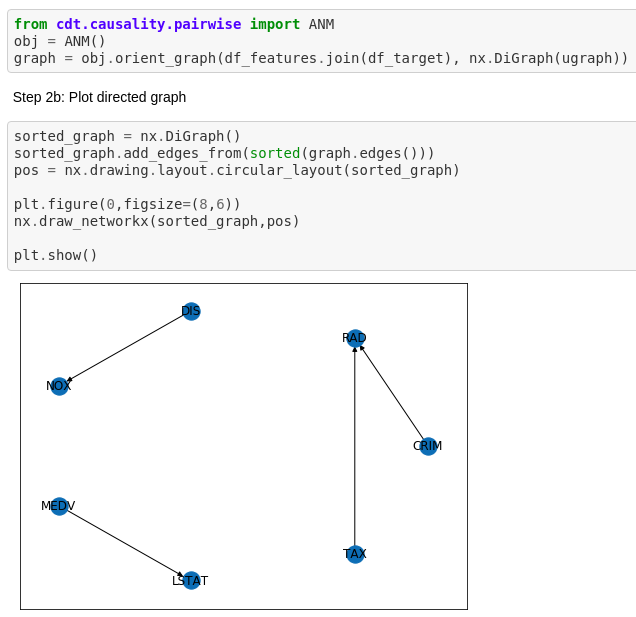 from cdt.causality.pairwise import ANM
obj = ANM()
graph = obj.orient_graph(df_features.join(df_target), nx.DiGraph(ugraph))
Step 2b: Plot directed graph
sorted_graph = nx.DiGraph()
sorted_graph.add_edges_from(sorted(graph.edges()))
pos = nx.drawing.layout.circular_layout(sorted_graph)
plt.figure(0,figsize=(8,6))
nx.draw_networkx(sorted_graph,pos)
plt.show()
DIS
RAD
NOX
CRIM
MEDV
TAX
LSTAT